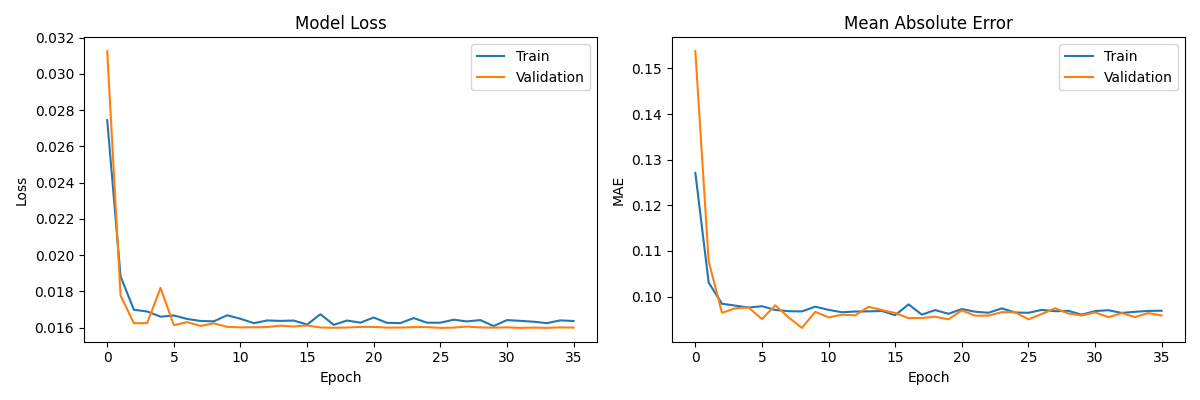 Model Loss
Loss
0.032
0.030
0.028
0.026
0.024
0.022
0.020
0.018
0.016
0 5 10 15 20 25 30 35
Epoch
Train
Validation
Mean Absolute Error
MAE
0.15
0.14
0.13
0.12
0.11
0.10
0 5 10 15 20 25 30 35
Epoch
Train
Validation